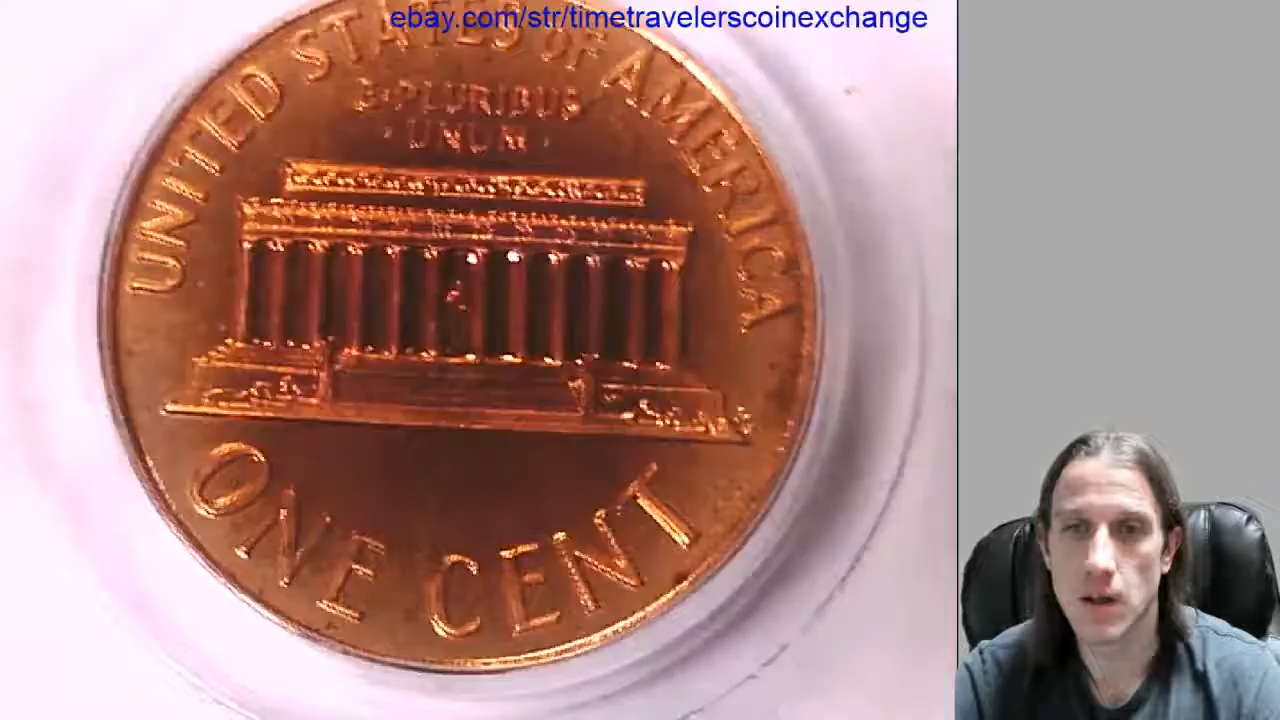 ebay.com/str/timetravelerscoinexchange
UNITED STATES OF AMERICA
E·PLURIBUS
·UNUM·
ONE CENT